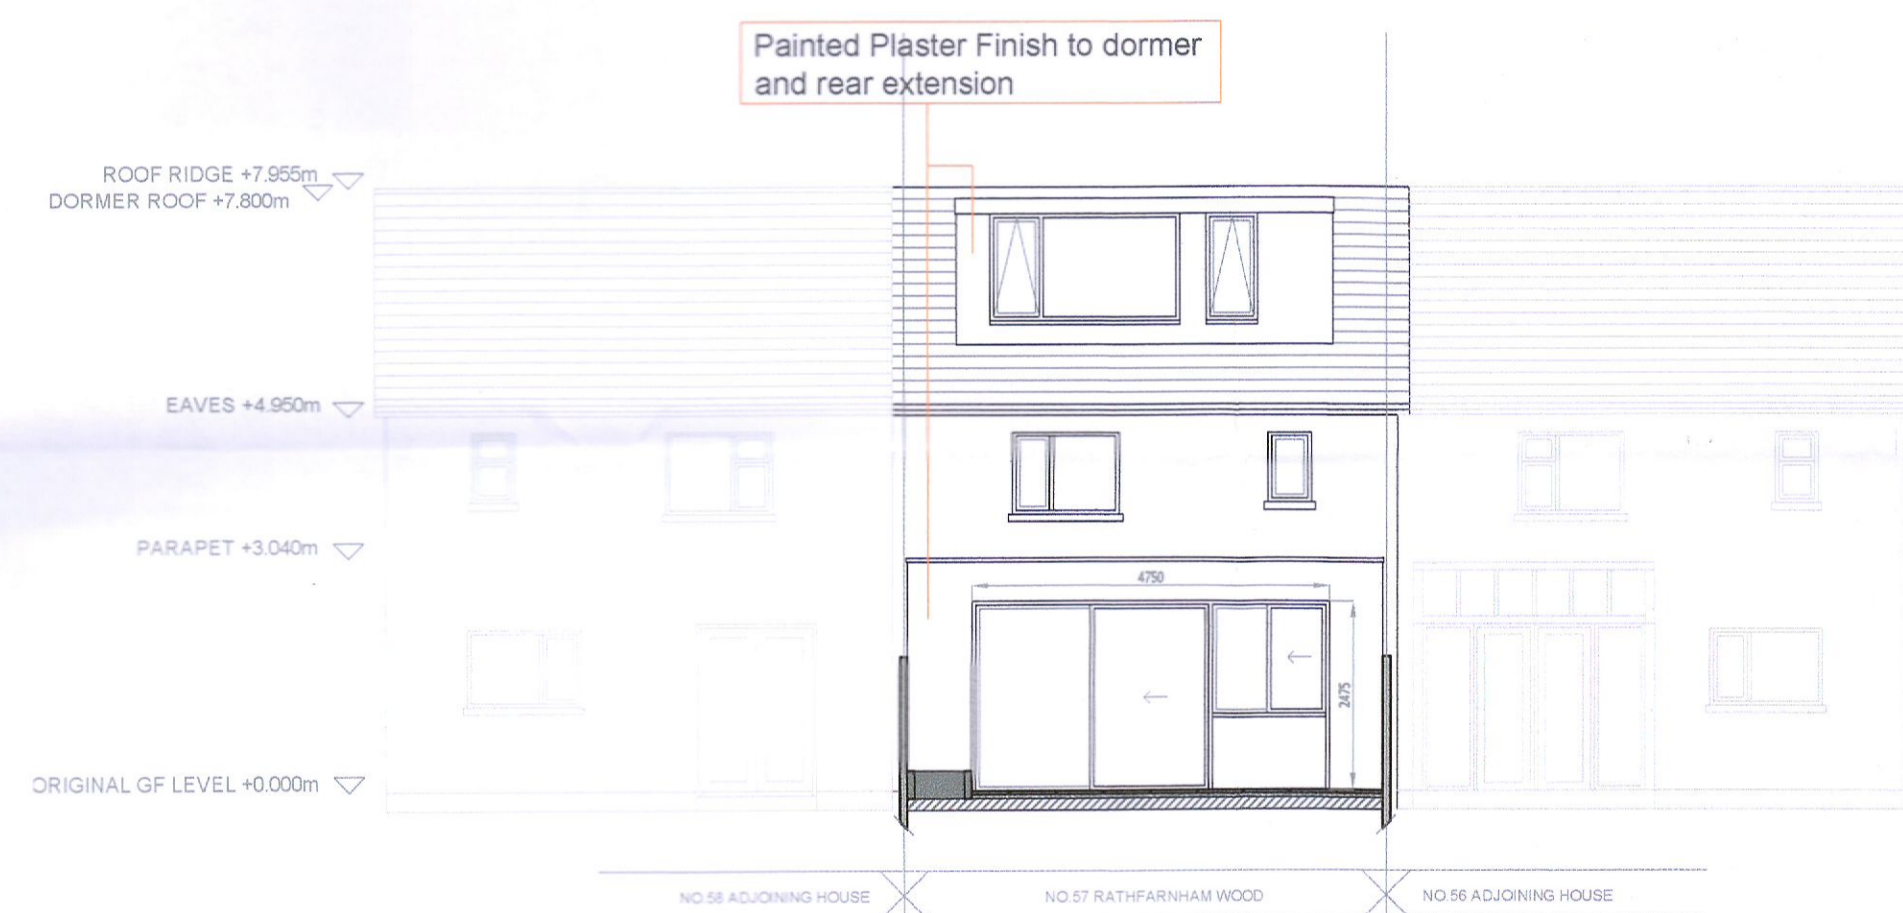 Painted Plaster Finish to dormer
and rear extension
ROOF RIDGE +7.955m
DORMER ROOF +7.800m
EAVES +4.950m
PARAPET +3.040m
4750
2475
ORIGINAL GF LEVEL +0.000m
NO.58 ADJOINING HOUSE
NO.57 RATHFARNHAM WOOD
NO.56 ADJOINING HOUSE